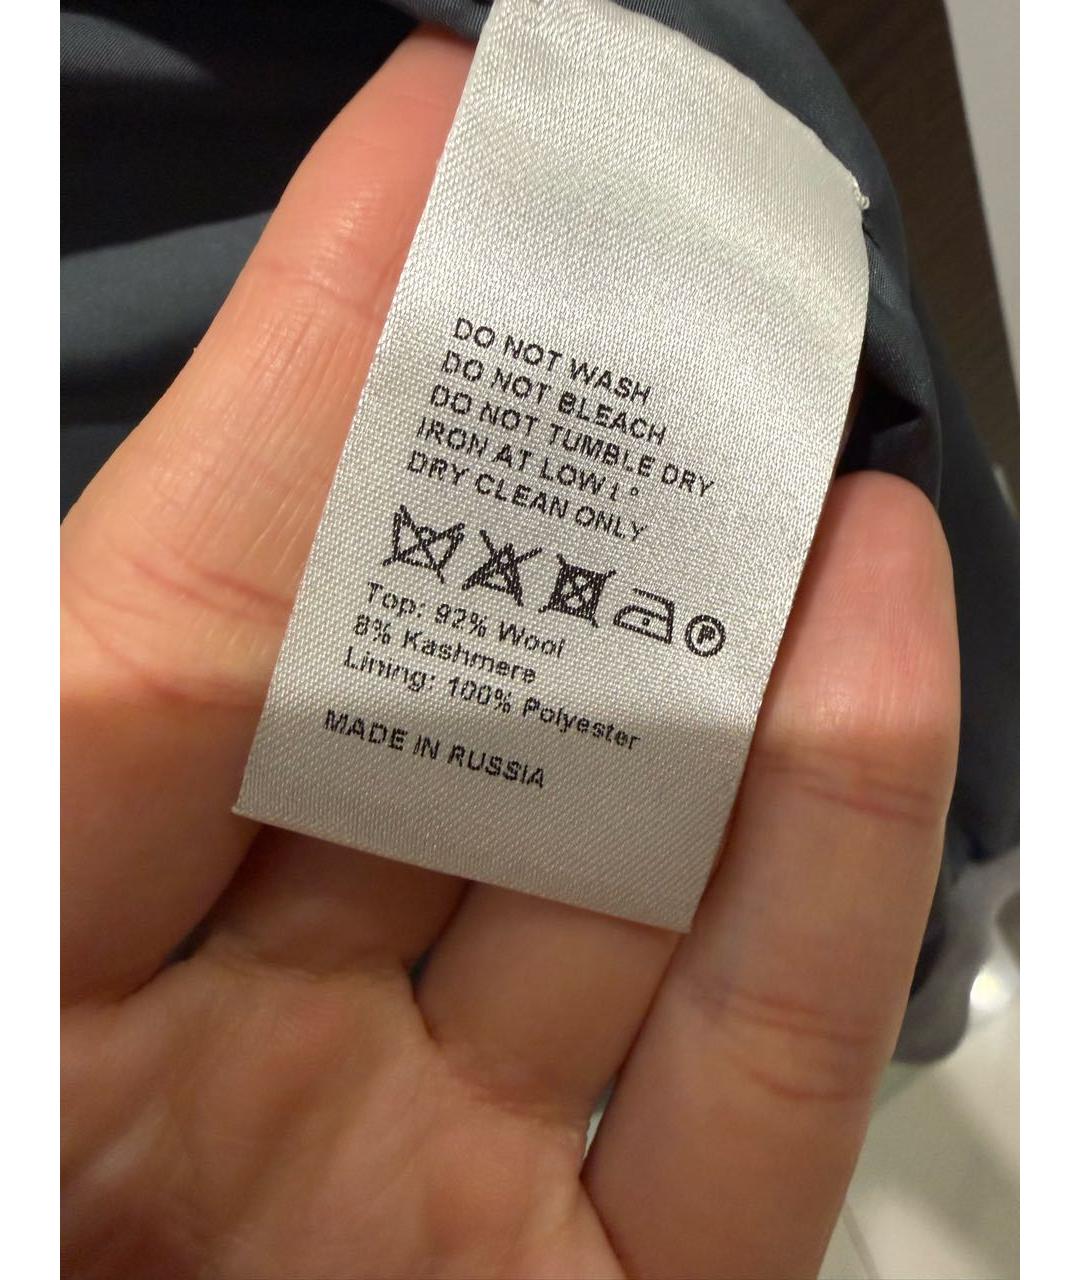 DO NOT WASH
DO NOT BLEACH
DO NOT TUMBLE DRY
IRON AT LOW t°
DRY CLEAN ONLY
P
Top: 92% Wool
8% Kashmere
Lining: 100% Polyester
MADE IN RUSSIA